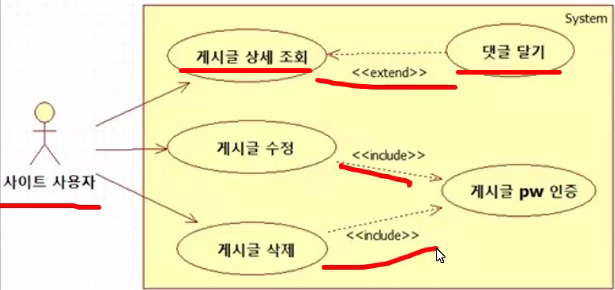 System
게시글 상세 조회
<<extend>>
댓글 달기
사이트 사용자
게시글 수정
<<include>>
게시글 pw 인증
게시글 삭제
<<include>>